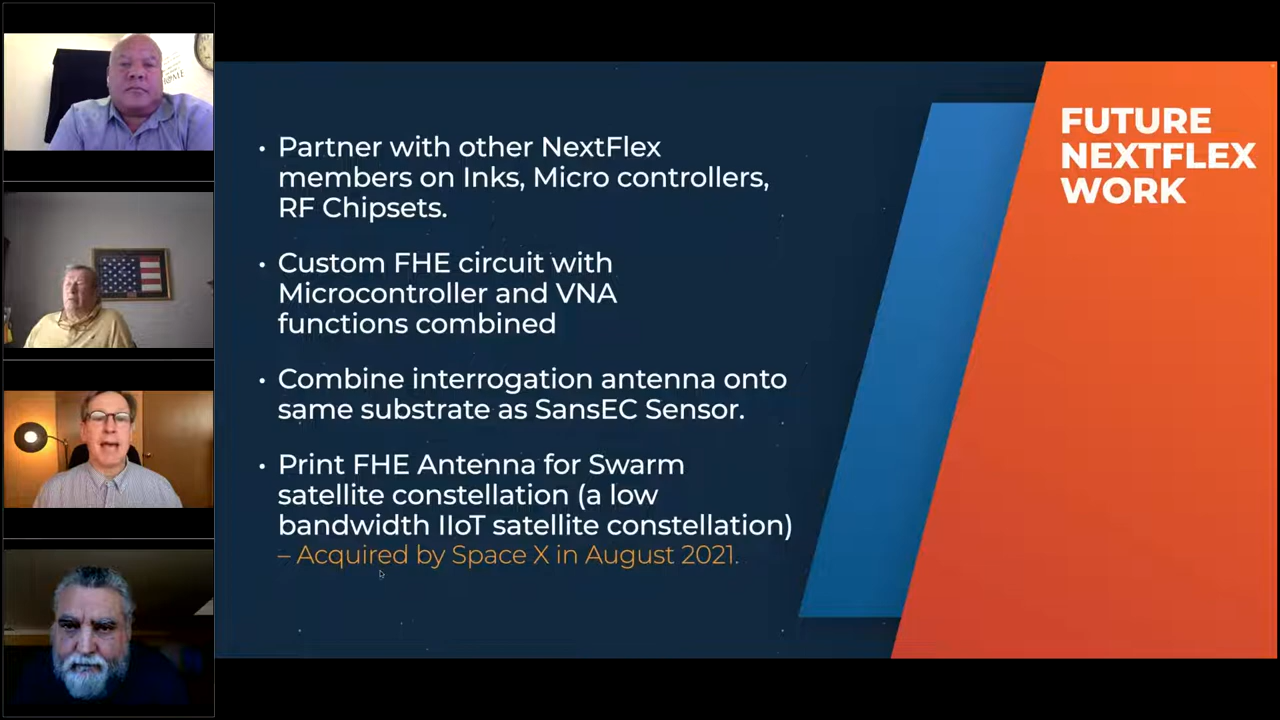 FUTURE
NEXTFLEX
WORK
• Partner with other NextFlex
members on Inks, Micro controllers,
RF Chipsets.
• Custom FHE circuit with
Microcontroller and VNA
functions combined
• Combine interrogation antenna onto
same substrate as SansEC Sensor.
• Print FHE Antenna for Swarm
satellite constellation (a low
bandwidth IIoT satellite constellation)
– Acquired by Space X in August 2021.